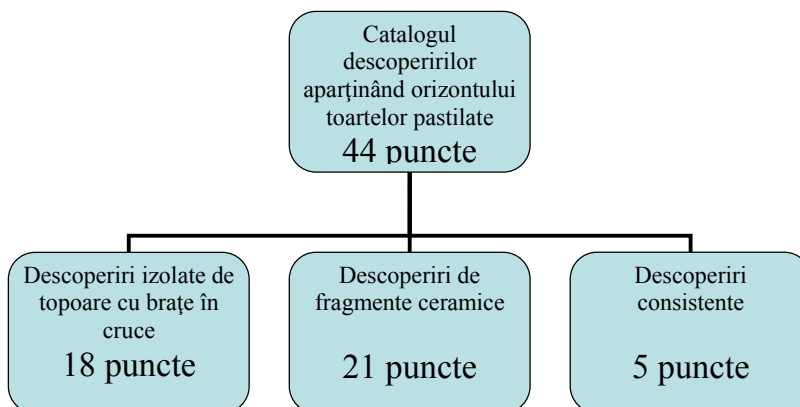 Catalogul
descoperirilor
aparţinând orizontului
toartelor pastilate
44 puncte
Descoperiri izolate de
topoare cu braţe în
cruce
18 puncte
Descoperiri de
fragmente ceramice
21 puncte
Descoperiri
consistente
5 puncte